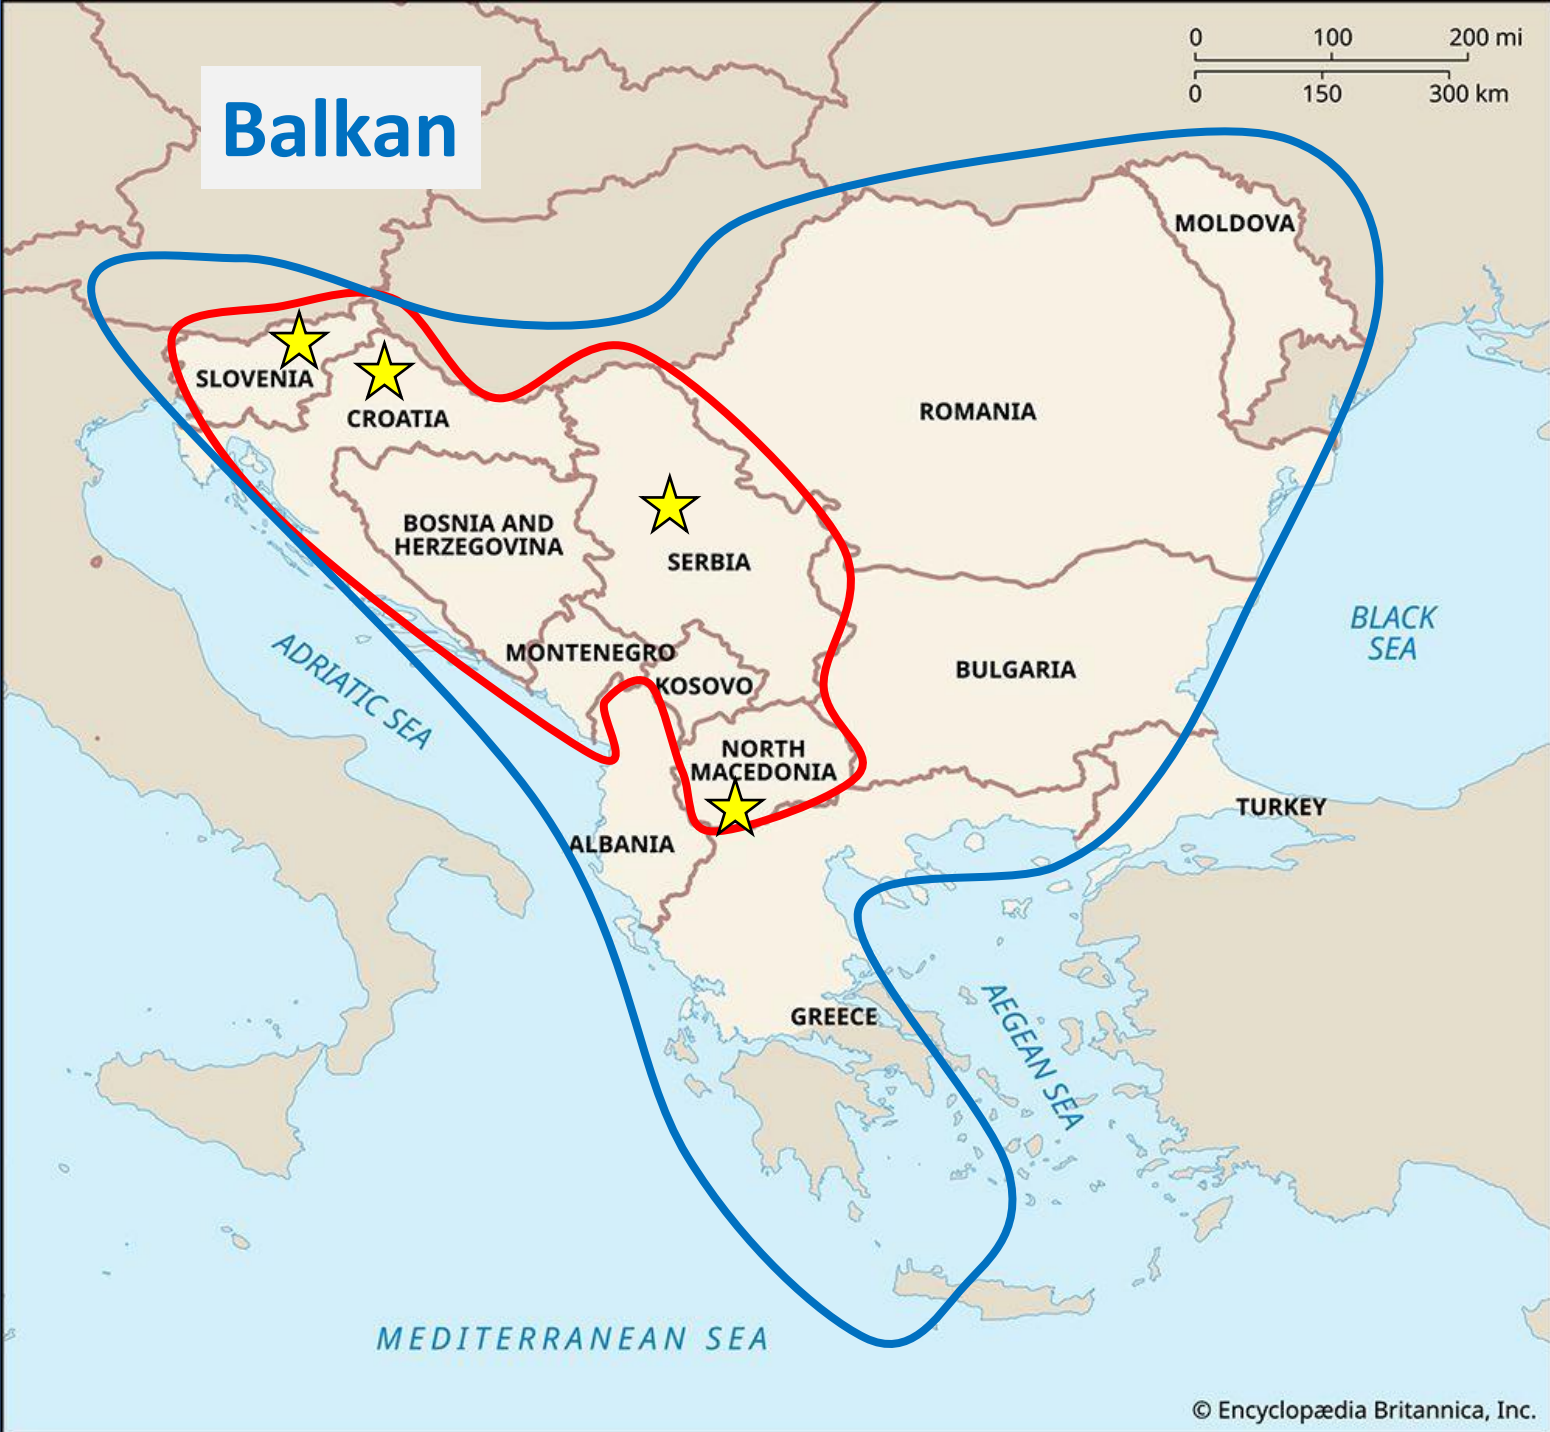 0 100 200 mi
0 150 300 km
Balkan
MOLDOVA
SLOVENIA
CROATIA
ROMANIA
BOSNIA AND
HERZEGOVINA
SERBIA
BLACK
SEA
ADRIATIC SEA
MONTENEGRO
KOSOVO
BULGARIA
NORTH
MACEDONIA
TURKEY
ALBANIA
GREECE
AEGEAN SEA
MEDITERRANEAN SEA
© Encyclopædia Britannica, Inc.